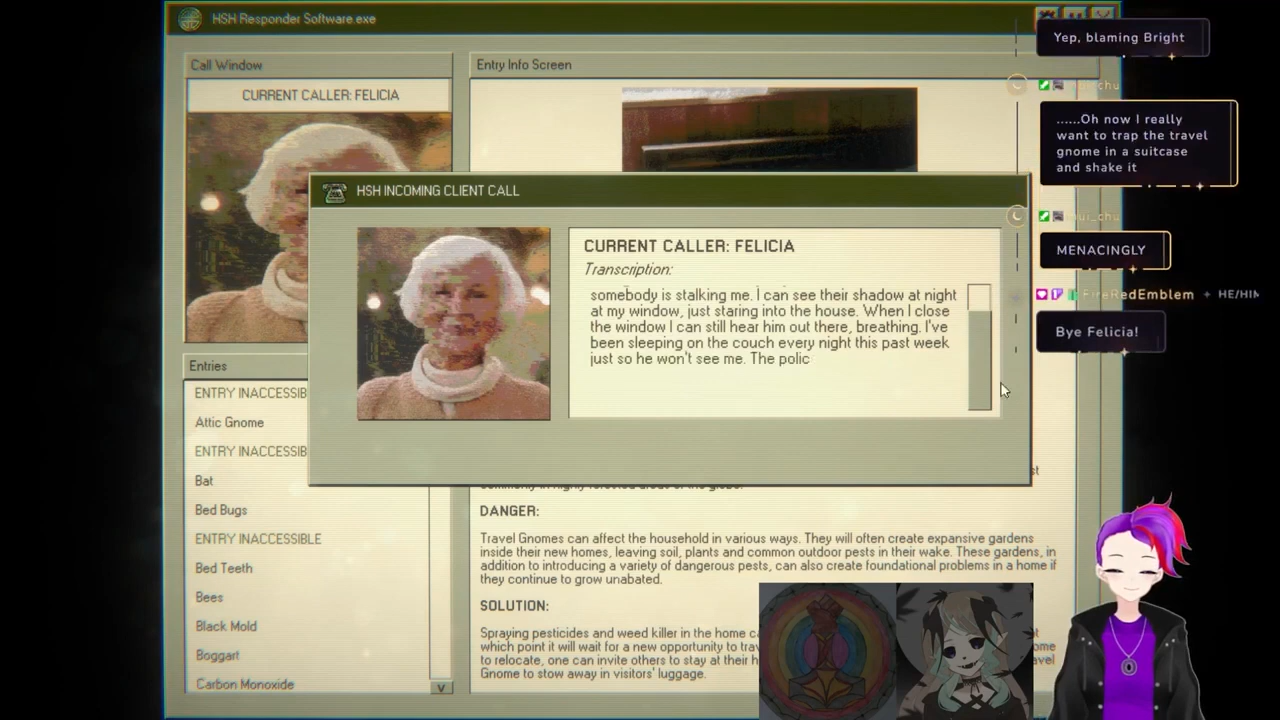 HSH Responder Software.exe
Call Window
CURRENT CALLER: FELICIA
Entry Info Screen
HSH INCOMING CLIENT CALL
CURRENT CALLER: FELICIA
Transcription:
somebody is stalking me. I can see their shadow at night
at my window, just staring into the house. When I close
the window I can still hear him out there, breathing. I've
been sleeping on the couch every night this past week
just so he won't see me. The polic
Entries
ENTRY INACCESSIB
Attic Gnome
ENTRY INACCESSIB
Bat
Bed Bugs
ENTRY INACCESSIBLE
Bed Teeth
Bees
Black Mold
Boggart
Carbon Monoxide
V
DANGER:
Travel Gnomes can affect the household in various ways. They will often create expansive gardens
inside their new homes, leaving soil, plants and common outdoor pests in their wake. These gardens, in
addition to introducing a variety of dangerous pests, can also create foundational problems in a home if
they continue to grow unabated.
SOLUTION:
Spraying pesticides and weed killer in the home
which point it will wait for a new opportunity to
to relocate, one can invite others to stay at their
Gnome to stow away in visitors' luggage.
Yep, blaming Bright
......Oh now I really
want to trap the travel
gnome in a suitcase
and shake it
MENACINGLY
FireRedEmblem + HE/HIM
Bye Felicia!